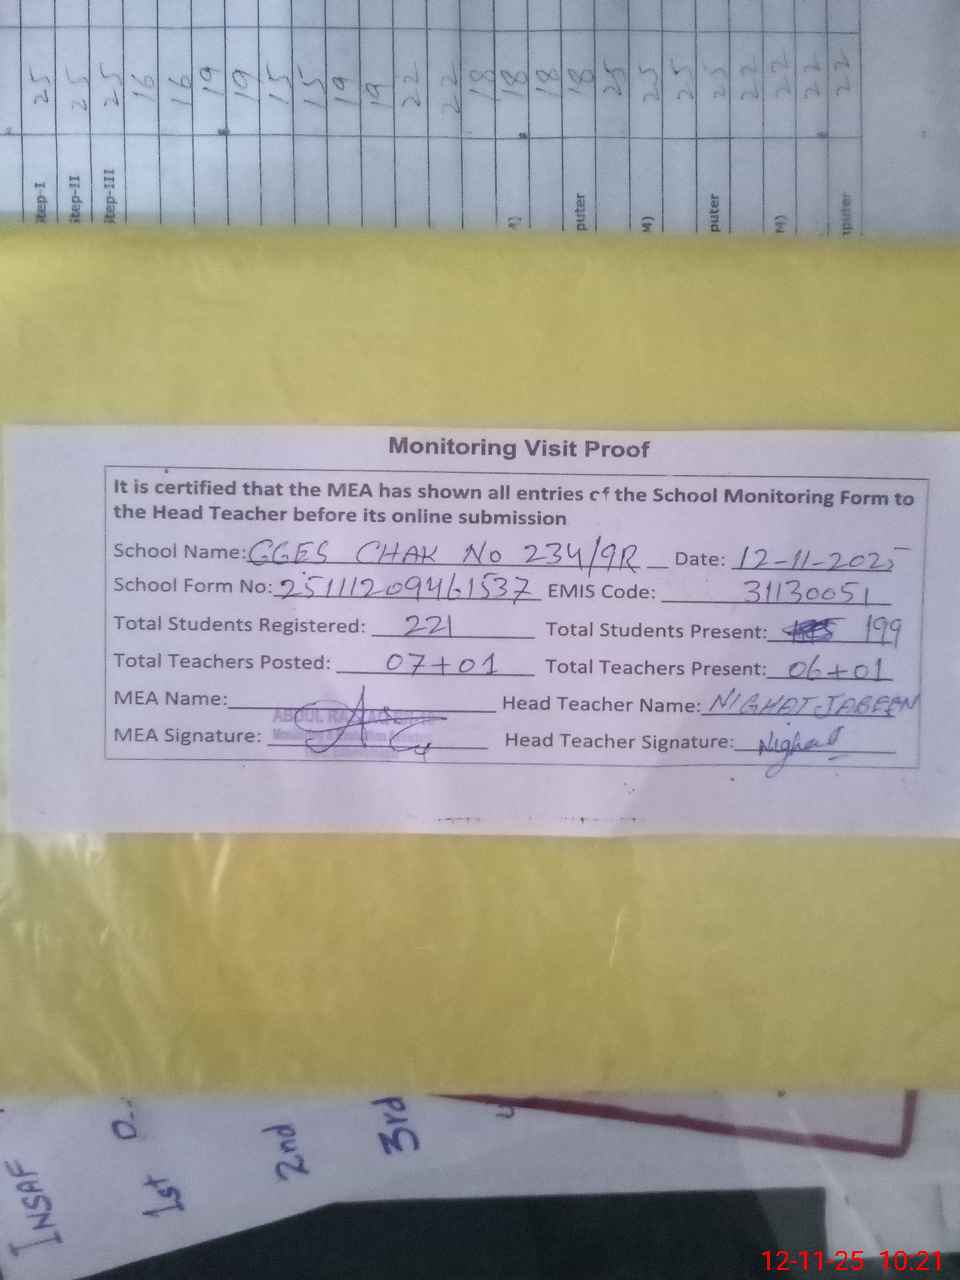 25 25 25 16 16 19 19 15 15 19 19 22 22 18 18 18 18 25 25 25 25 22 22 22 22
Step-I
Step-II
Step-III
puter
M)
puter
M)
mputer
Monitoring Visit Proof
It is certified that the MEA has shown all entries of the School Monitoring Form to
the Head Teacher before its online submission
School Name: GGES CHAK No 234/9R Date: 12-11-2025
School Form No: 25111209461537 EMIS Code: 31130051
Total Students Registered: 221 Total Students Present: 199
Total Teachers Posted: 07+01 Total Teachers Present: 06+01
MEA Name: Head Teacher Name: NIGHAT JABEEN
ABDUL
MEA Signature: Head Teacher Signature: Nighat
INSAF
1st
2nd
3rd
12-11-25 10:21